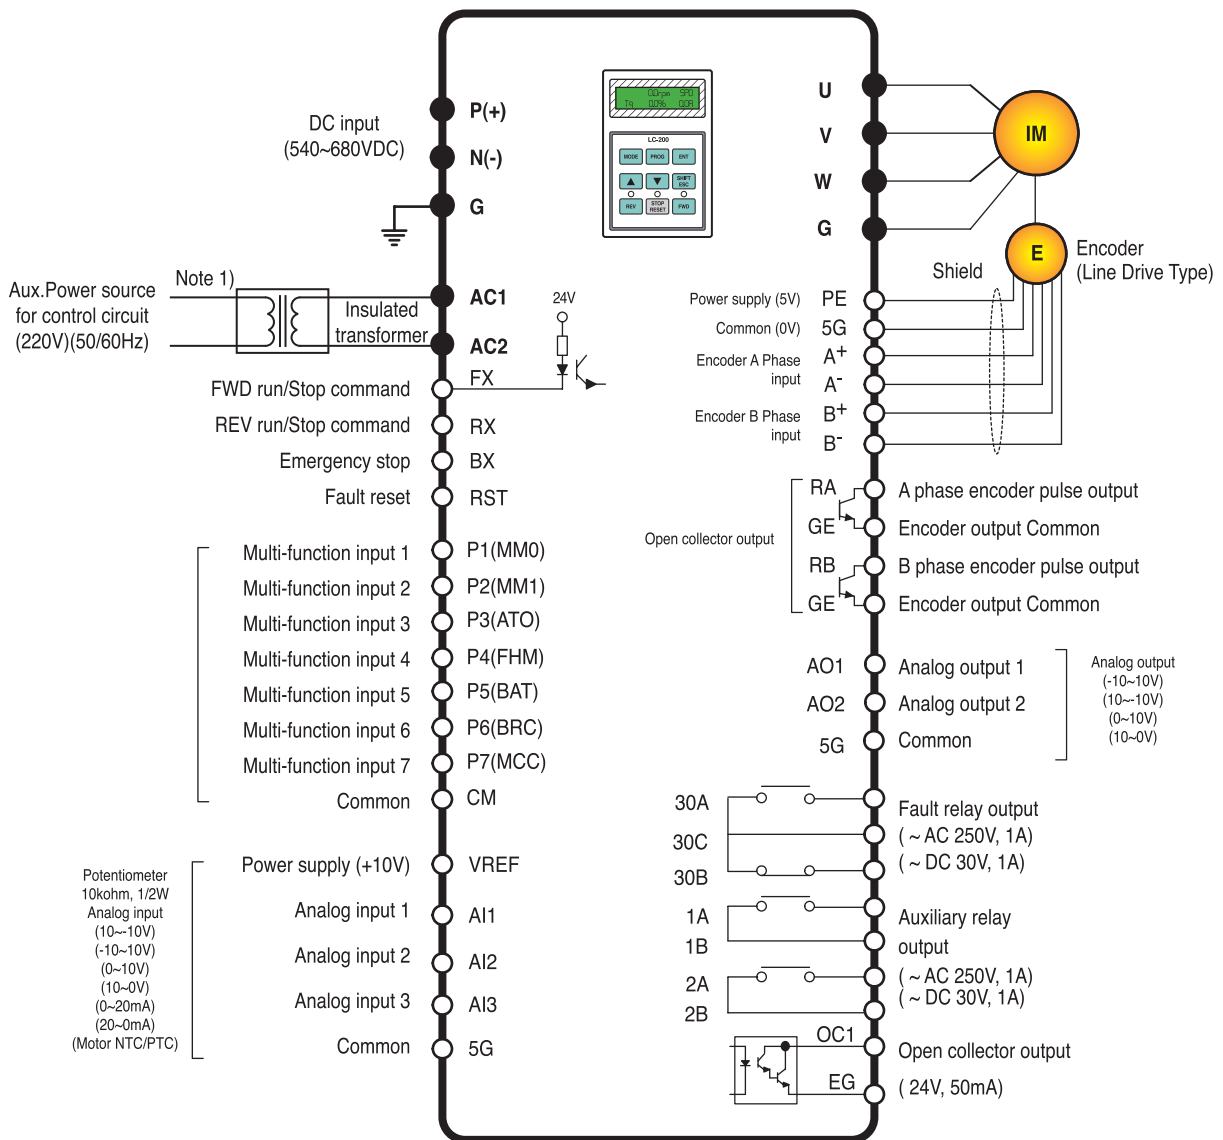 DC input
(540~680VDC)
P(+)
N(-)
G
0.0rpm SPD
Tq 0.0% 0.0A
LC-200
MODE PROG ENT
▲ ▼ SHIFT ESC
REV STOP RESET FWD
U
V
W
G
IM
E
Encoder
(Line Drive Type)
Shield
Note 1)
Aux.Power source
for control circuit
(220V)(50/60Hz)
Insulated
transformer
AC1
AC2
24V
FWD run/Stop command FX
REV run/Stop command RX
Emergency stop BX
Fault reset RST
Multi-function input 1 P1(MM0)
Multi-function input 2 P2(MM1)
Multi-function input 3 P3(ATO)
Multi-function input 4 P4(FHM)
Multi-function input 5 P5(BAT)
Multi-function input 6 P6(BRC)
Multi-function input 7 P7(MCC)
Common CM
Power supply (+10V) VREF
Analog input 1 AI1
Analog input 2 AI2
Analog input 3 AI3
Common 5G
Potentiometer
10kohm, 1/2W
Analog input
(10~-10V)
(-10~10V)
(0~10V)
(10~0V)
(0~20mA)
(20~0mA)
(Motor NTC/PTC)
Power supply (5V) PE
Common (0V) 5G
Encoder A Phase
input
A+
A-
Encoder B Phase
input
B+
B-
Open collector output
RA A phase encoder pulse output
GE Encoder output Common
RB B phase encoder pulse output
GE Encoder output Common
AO1 Analog output 1
AO2 Analog output 2
5G Common
Analog output
(-10~10V)
(10~-10V)
(0~10V)
(10~0V)
30A
30C
30B
Fault relay output
( ~ AC 250V, 1A)
( ~ DC 30V, 1A)
1A
1B
2A
2B
Auxiliary relay
output
( ~ AC 250V, 1A)
( ~ DC 30V, 1A)
OC1
EG
Open collector output
( 24V, 50mA)